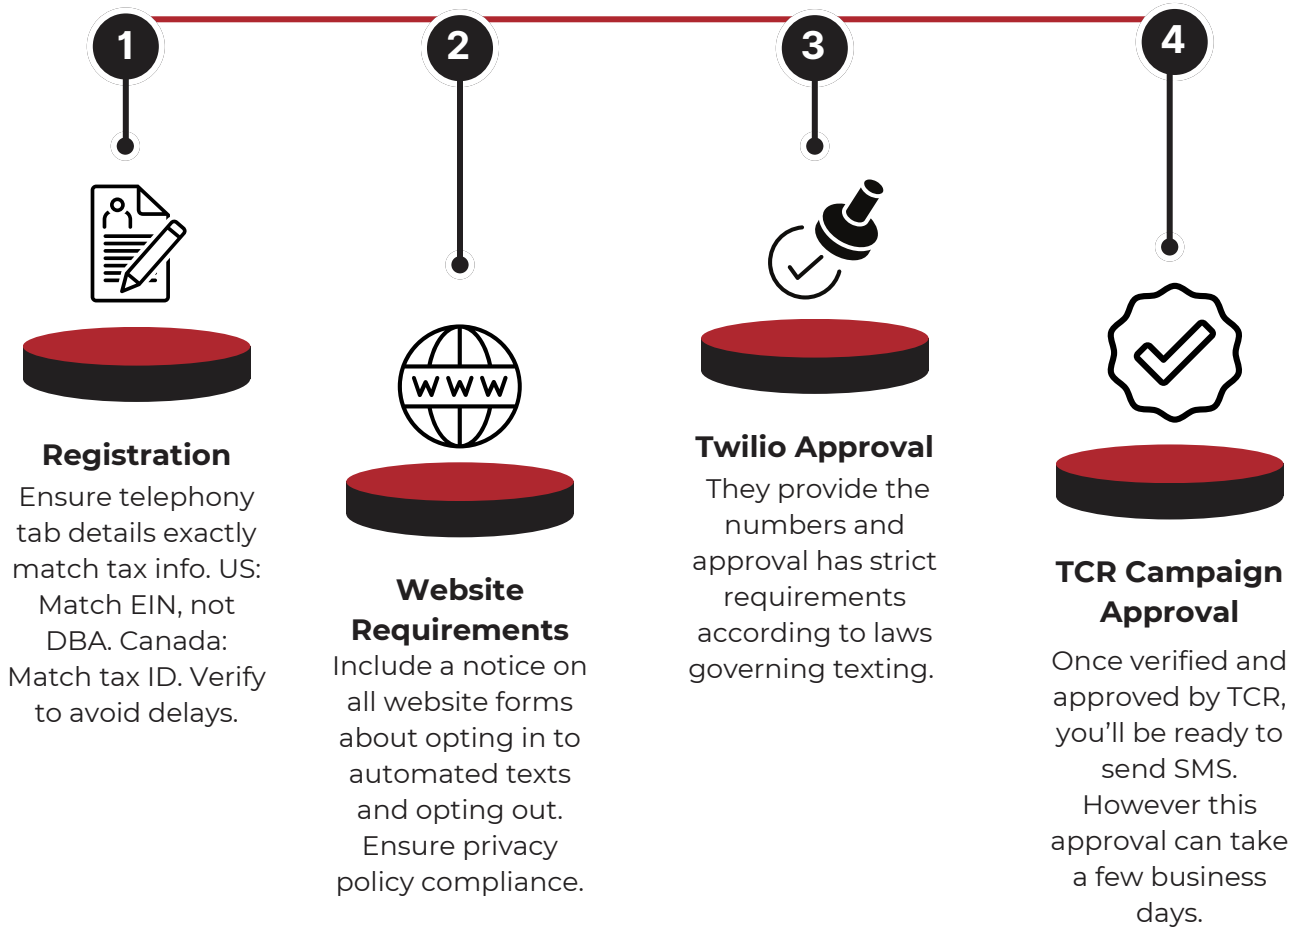 1
Registration
Ensure telephony
tab details exactly
match tax info. US:
Match EIN, not
DBA. Canada:
Match tax ID. Verify
to avoid delays.
2
WWW
Website
Requirements
Include a notice on
all website forms
about opting in to
automated texts
and opting out.
Ensure privacy
policy compliance.
3
Twilio Approval
They provide the
numbers and
approval has strict
requirements
according to laws
governing texting.
4
TCR Campaign
Approval
Once verified and
approved by TCR,
you’ll be ready to
send SMS.
However this
approval can take
a few business
days.